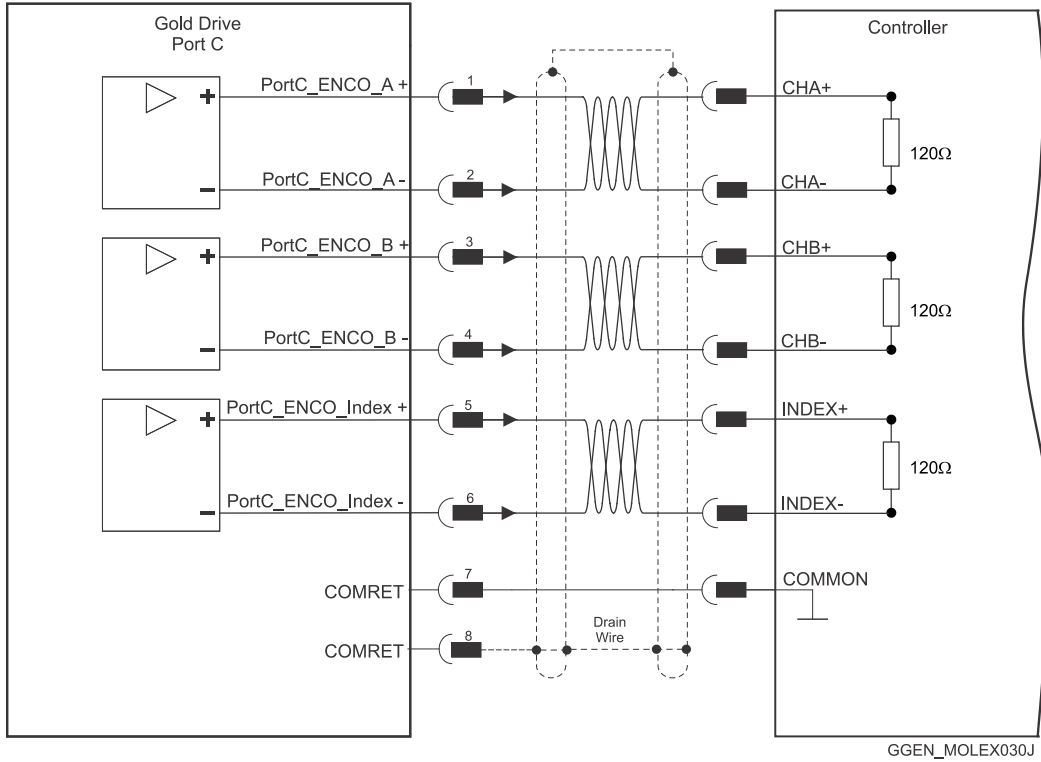 Gold Drive
Port C
Controller
PortC_ENCO_A +
1
CHA+
+
120Ω
PortC_ENCO_A -
2
CHA-
-
PortC_ENCO_B +
3
CHB+
+
120Ω
PortC_ENCO_B -
4
CHB-
-
PortC_ENCO_Index +
5
INDEX+
+
120Ω
PortC_ENCO_Index -
6
INDEX-
-
COMRET
7
COMMON
COMRET
8
Drain
Wire
GGEN_MOLEX030J